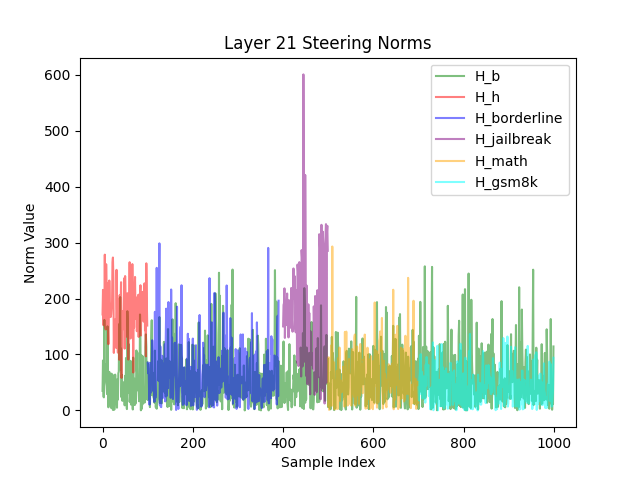 Layer 21 Steering Norms
Norm Value
600
500
400
300
200
100
0
0
200
400
600
800
1000
Sample Index
H_b
H_h
H_borderline
H_jailbreak
H_math
H_gsm8k